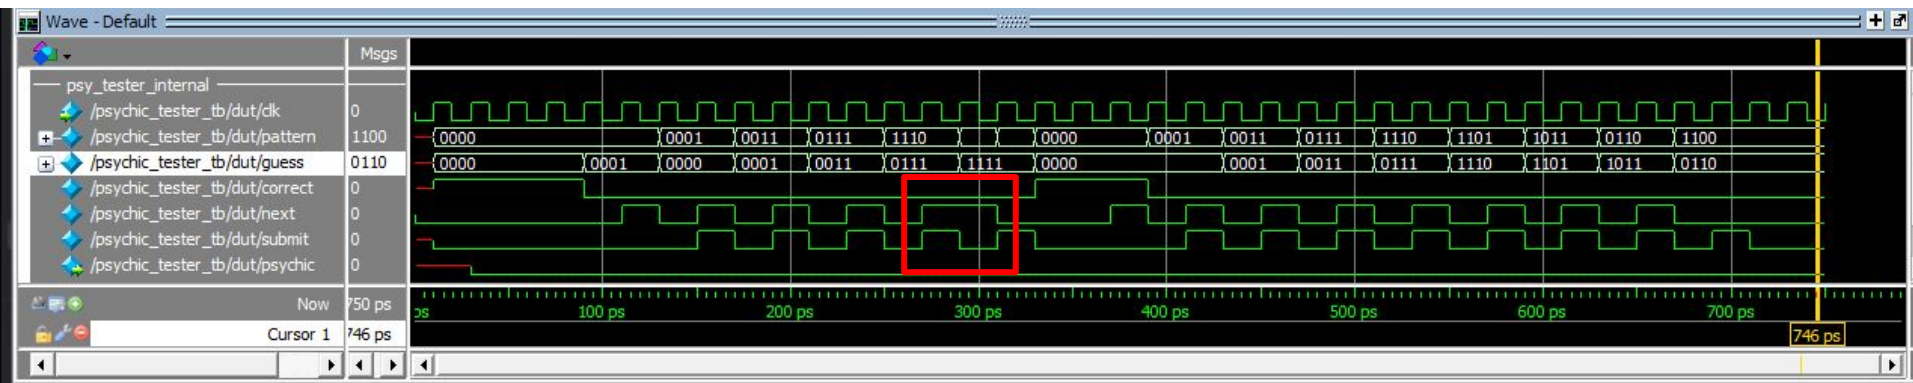 Wave - Default
Msgs
psy_tester_internal
/psychic_tester_tb/dut/clk 0
/psychic_tester_tb/dut/pattern 1100 0000 0001 0011 0111 1110 0000 0001 0011 0111 1110 1101 1011 0110 1100
/psychic_tester_tb/dut/guess 0110 0000 0001 0000 0001 0011 0111 1111 0000 0001 0011 0111 1110 1101 1011 0110
/psychic_tester_tb/dut/correct 0
/psychic_tester_tb/dut/next 0
/psychic_tester_tb/dut/submit 0
/psychic_tester_tb/dut/psychic 0
Now 750 ps ps 100 ps 200 ps 300 ps 400 ps 500 ps 600 ps 700 ps
Cursor 1 746 ps 746 ps